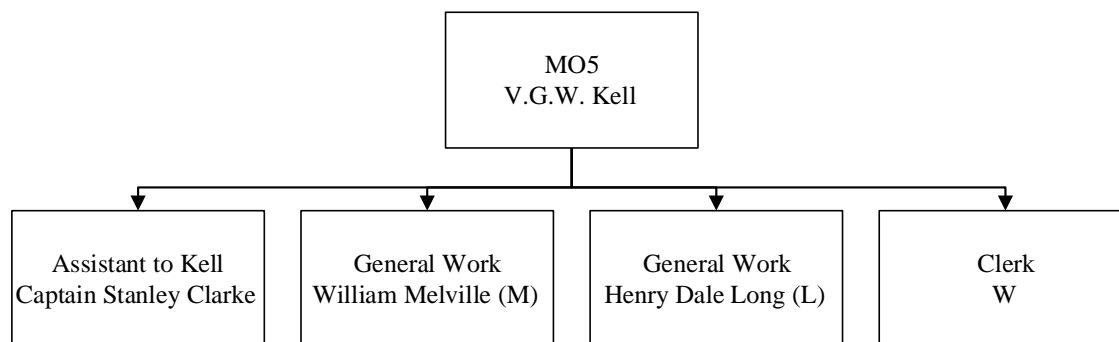 MO5
V.G.W. Kell
Assistant to Kell
Captain Stanley Clarke
General Work
William Melville (M)
General Work
Henry Dale Long (L)
Clerk
W